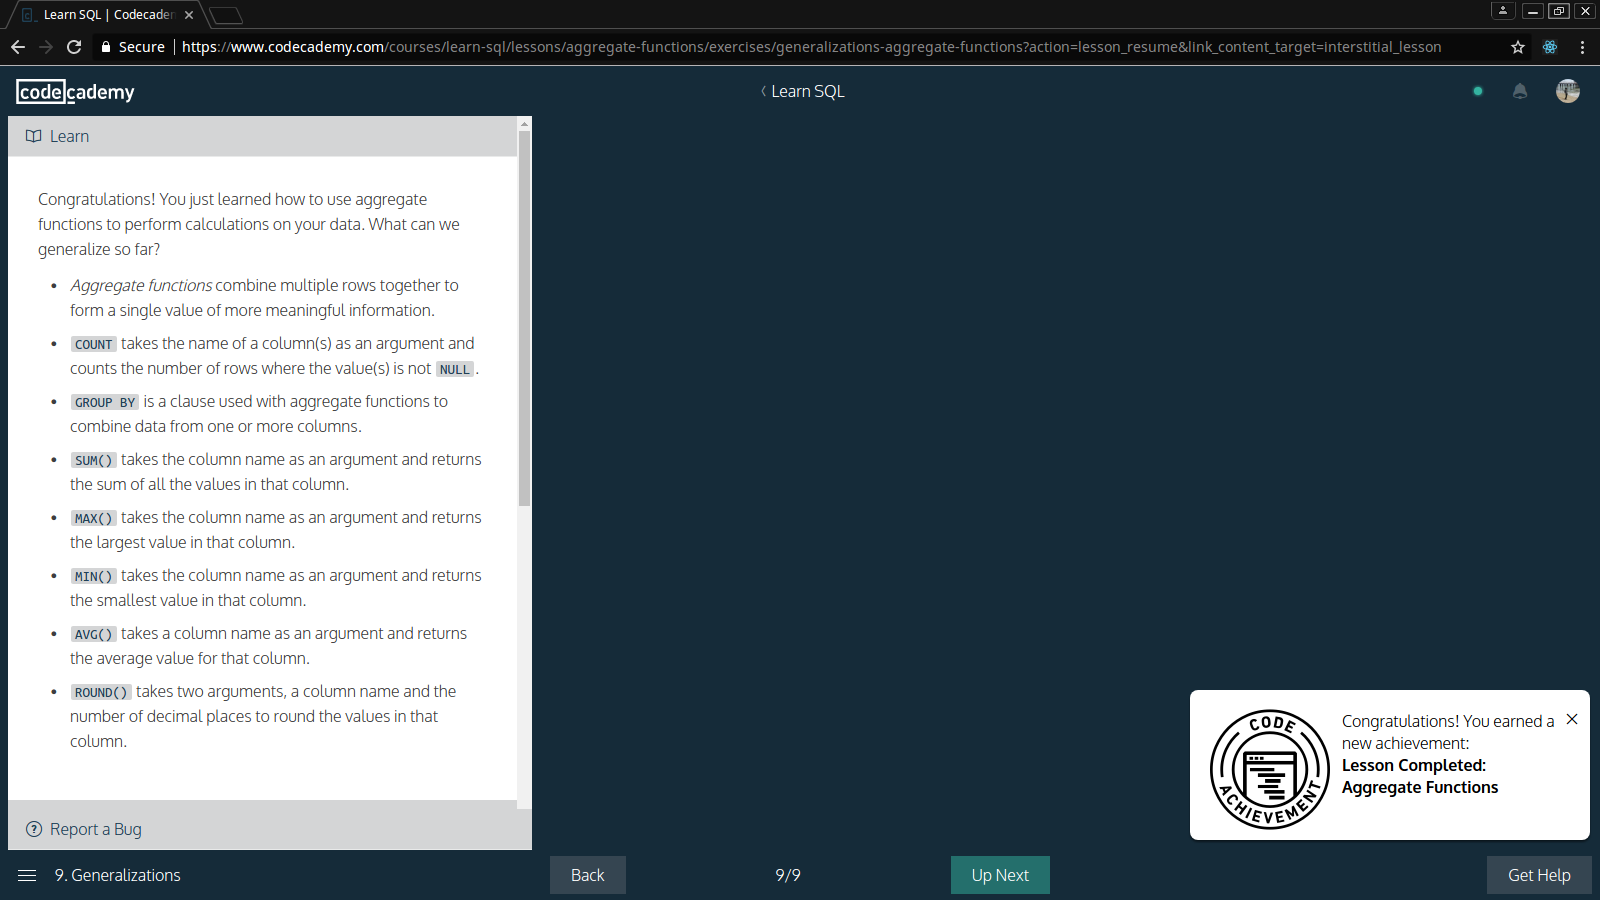 Learn SQL | Codecader
Secure | https://www.codecademy.com/courses/learn-sql/lessons/aggregate-functions/exercises/generalizations-aggregate-functions?action=lesson_resume&link_content_target=interstitial_lesson
codecademy
Learn SQL
Learn
Congratulations! You just learned how to use aggregate
functions to perform calculations on your data. What can we
generalize so far?
• Aggregate functions combine multiple rows together to
form a single value of more meaningful information.
• COUNT takes the name of a column(s) as an argument and
counts the number of rows where the value(s) is not NULL.
• GROUP BY is a clause used with aggregate functions to
combine data from one or more columns.
• SUM() takes the column name as an argument and returns
the sum of all the values in that column.
• MAX() takes the column name as an argument and returns
the largest value in that column.
• MIN() takes the column name as an argument and returns
the smallest value in that column.
• AVG() takes a column name as an argument and returns
the average value for that column.
• ROUND() takes two arguments, a column name and the
number of decimal places to round the values in that
column.
CODE ACHIEVEMENT
Congratulations! You earned a
new achievement:
Lesson Completed:
Aggregate Functions
Report a Bug
9. Generalizations
Back
9/9
Up Next
Get Help